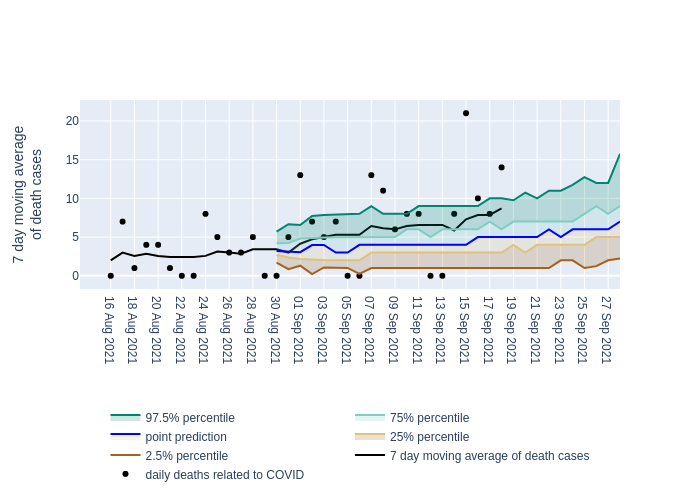 7 day moving average
of death cases
20
15
10
5
0
16 Aug 2021
18 Aug 2021
20 Aug 2021
22 Aug 2021
24 Aug 2021
26 Aug 2021
28 Aug 2021
30 Aug 2021
01 Sep 2021
03 Sep 2021
05 Sep 2021
07 Sep 2021
09 Sep 2021
11 Sep 2021
13 Sep 2021
15 Sep 2021
17 Sep 2021
19 Sep 2021
21 Sep 2021
23 Sep 2021
25 Sep 2021
27 Sep 2021
97.5% percentile
75% percentile
point prediction
25% percentile
2.5% percentile
7 day moving average of death cases
daily deaths related to COVID